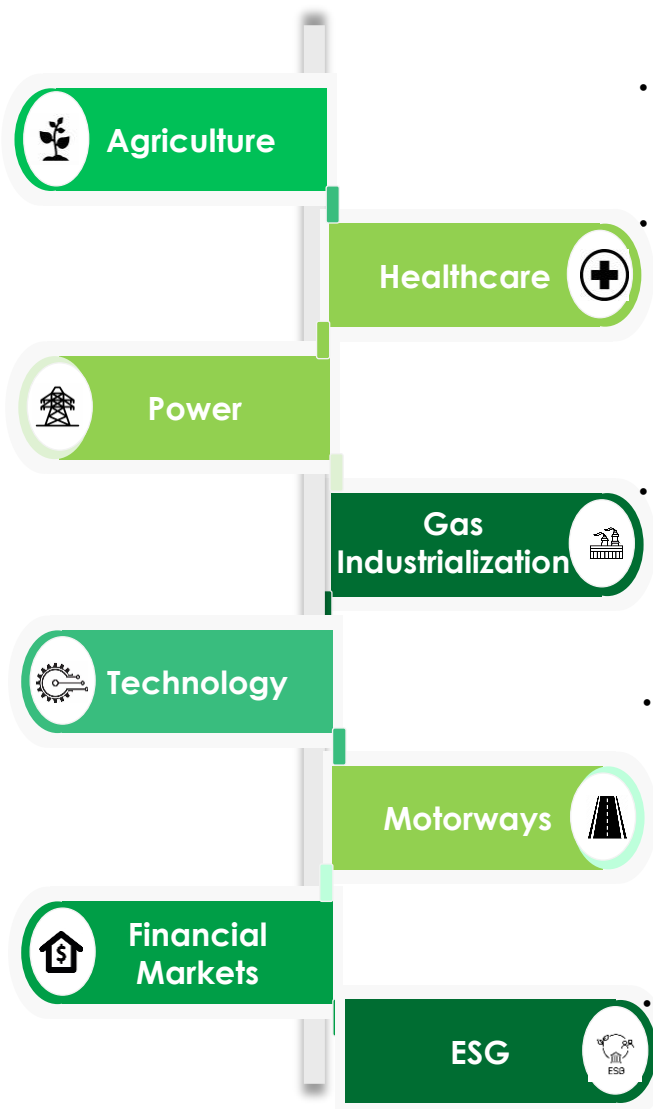 Agriculture
Healthcare
Power
Gas
Industrialization
Technology
Motorways
Financial
Markets
$
ESG
ESG